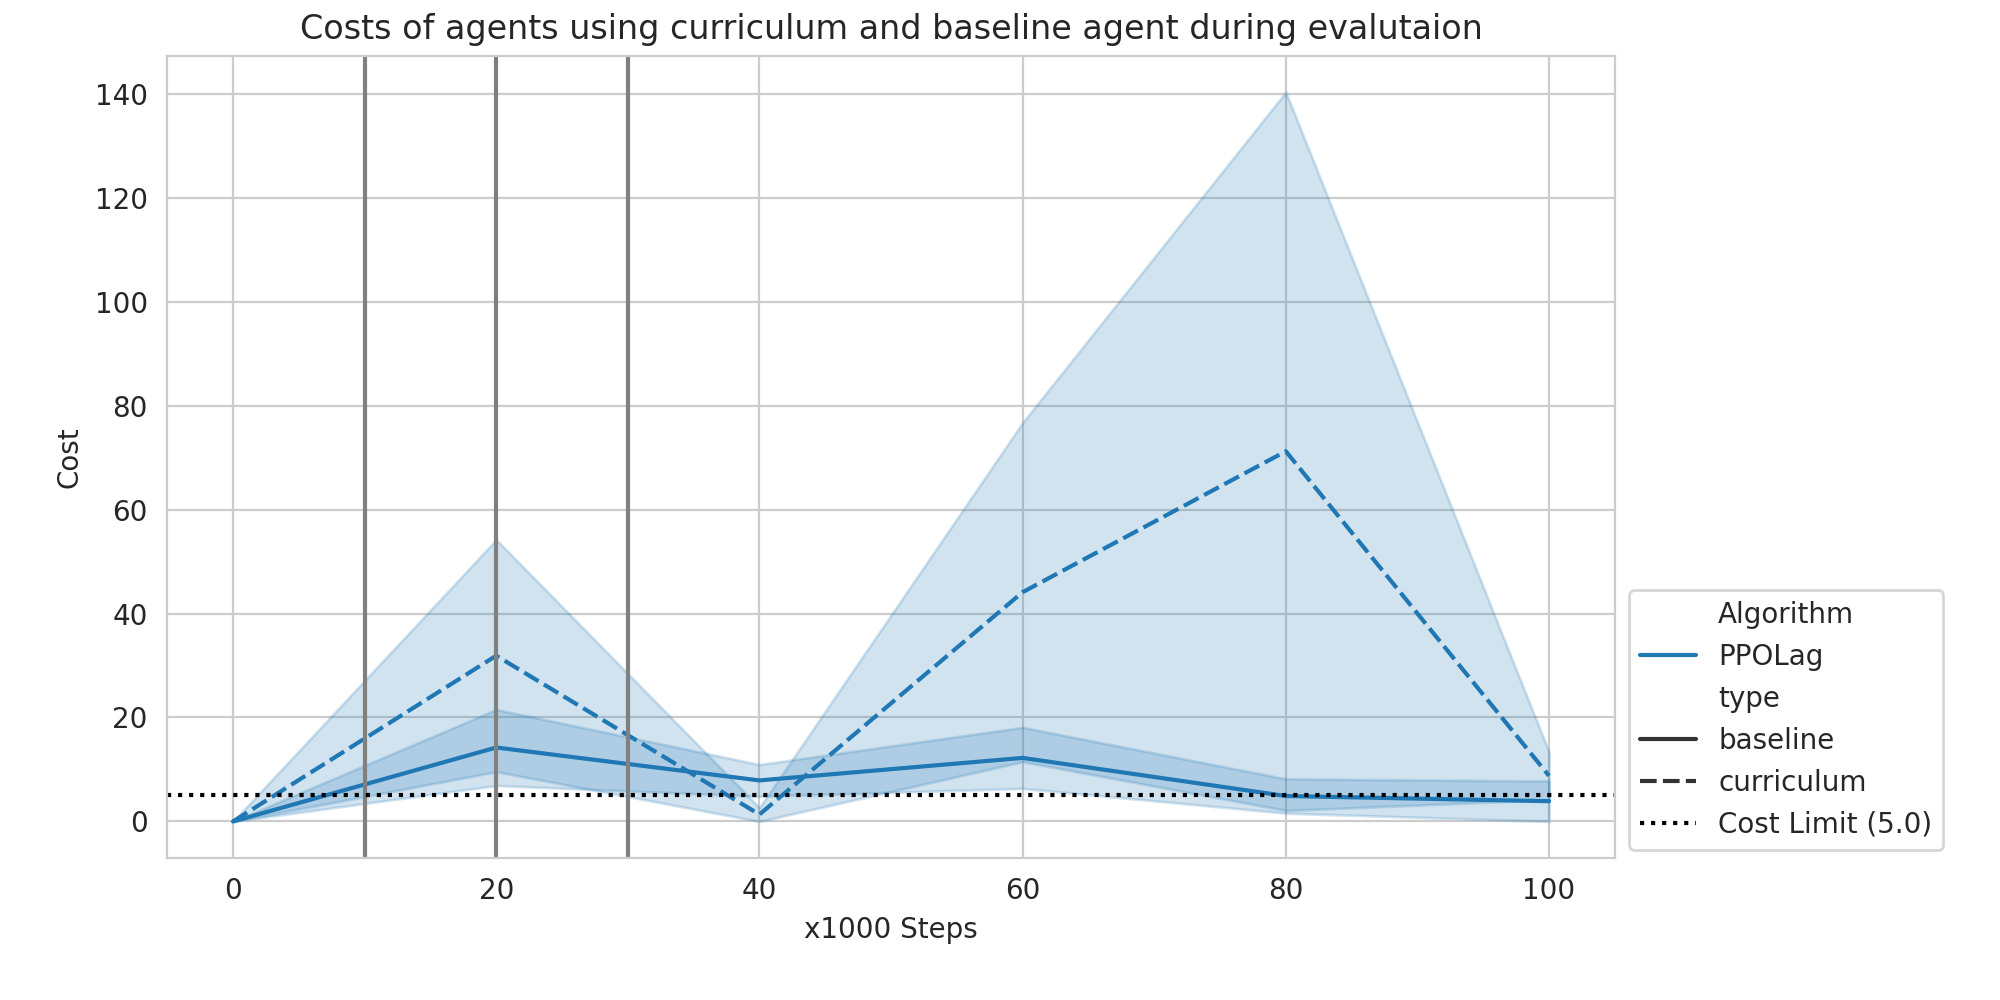 Costs of agents using curriculum and baseline agent during evalutaion
140
120
100
80
60
40
20
0
Cost
0 20 40 60 80 100
x1000 Steps
Algorithm
PPOLag
type
baseline
curriculum
Cost Limit (5.0)